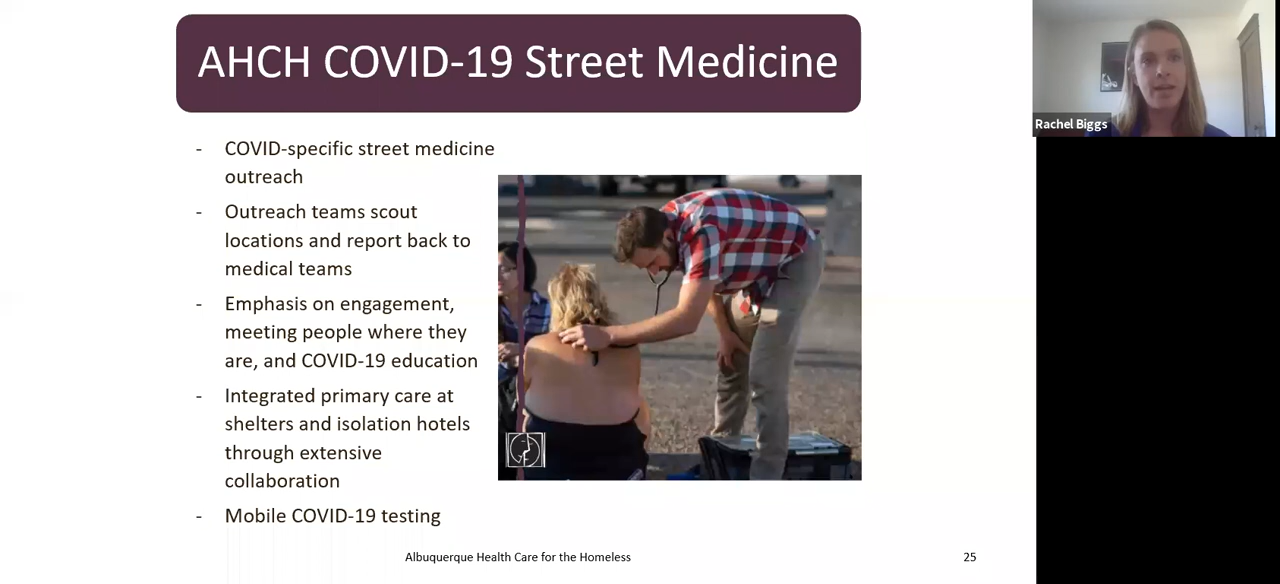 AHCH COVID-19 Street Medicine
Rachel Biggs
- COVID-specific street medicine
outreach
- Outreach teams scout
locations and report back to
medical teams
- Emphasis on engagement,
meeting people where they
are, and COVID-19 education
- Integrated primary care at
shelters and isolation hotels
through extensive
collaboration
- Mobile COVID-19 testing
Albuquerque Health Care for the Homeless
25